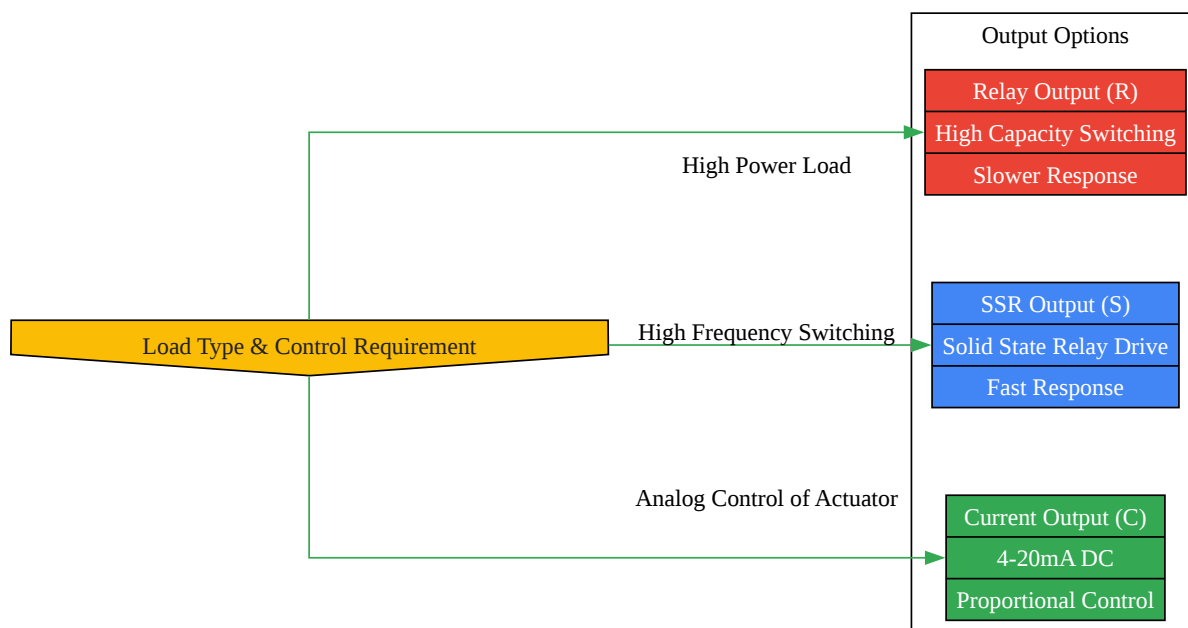 Output Options
Relay Output (R)
High Capacity Switching
Slower Response
High Power Load
SSR Output (S)
Solid State Relay Drive
Fast Response
High Frequency Switching
Load Type & Control Requirement
Analog Control of Actuator
Current Output (C)
4-20mA DC
Proportional Control